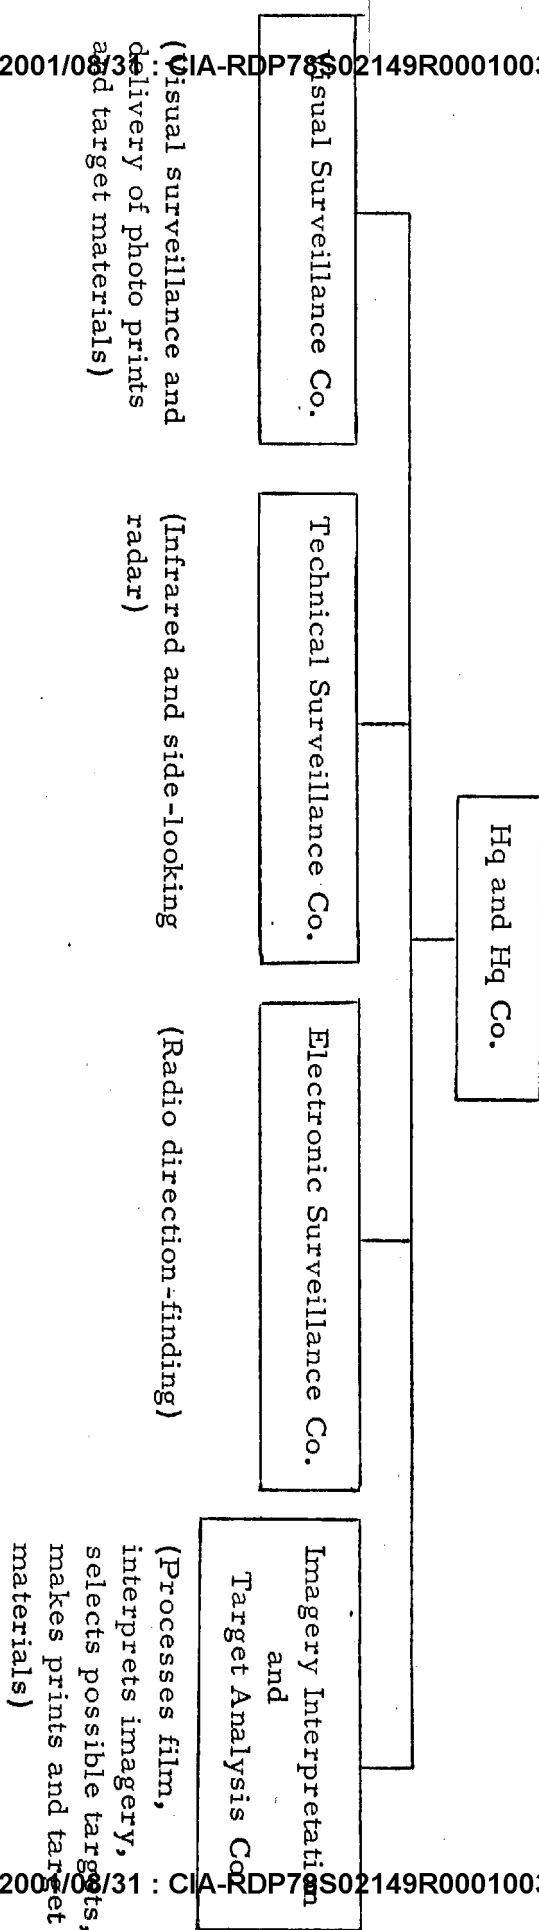 2001/08/31 : CIA-RDP78S02149R0001003
Hq and Hq Co.
Visual Surveillance Co.
(Visual surveillance and
delivery of photo prints
and target materials)
Technical Surveillance Co.
(Infrared and side-looking
radar)
Electronic Surveillance Co.
(Radio direction-finding)
Imagery Interpretation
and
Target Analysis Co.
(Processes film,
interprets imagery,
selects possible targets,
makes prints and target
materials)
2001/08/31 : CIA-RDP78S02149R0001003